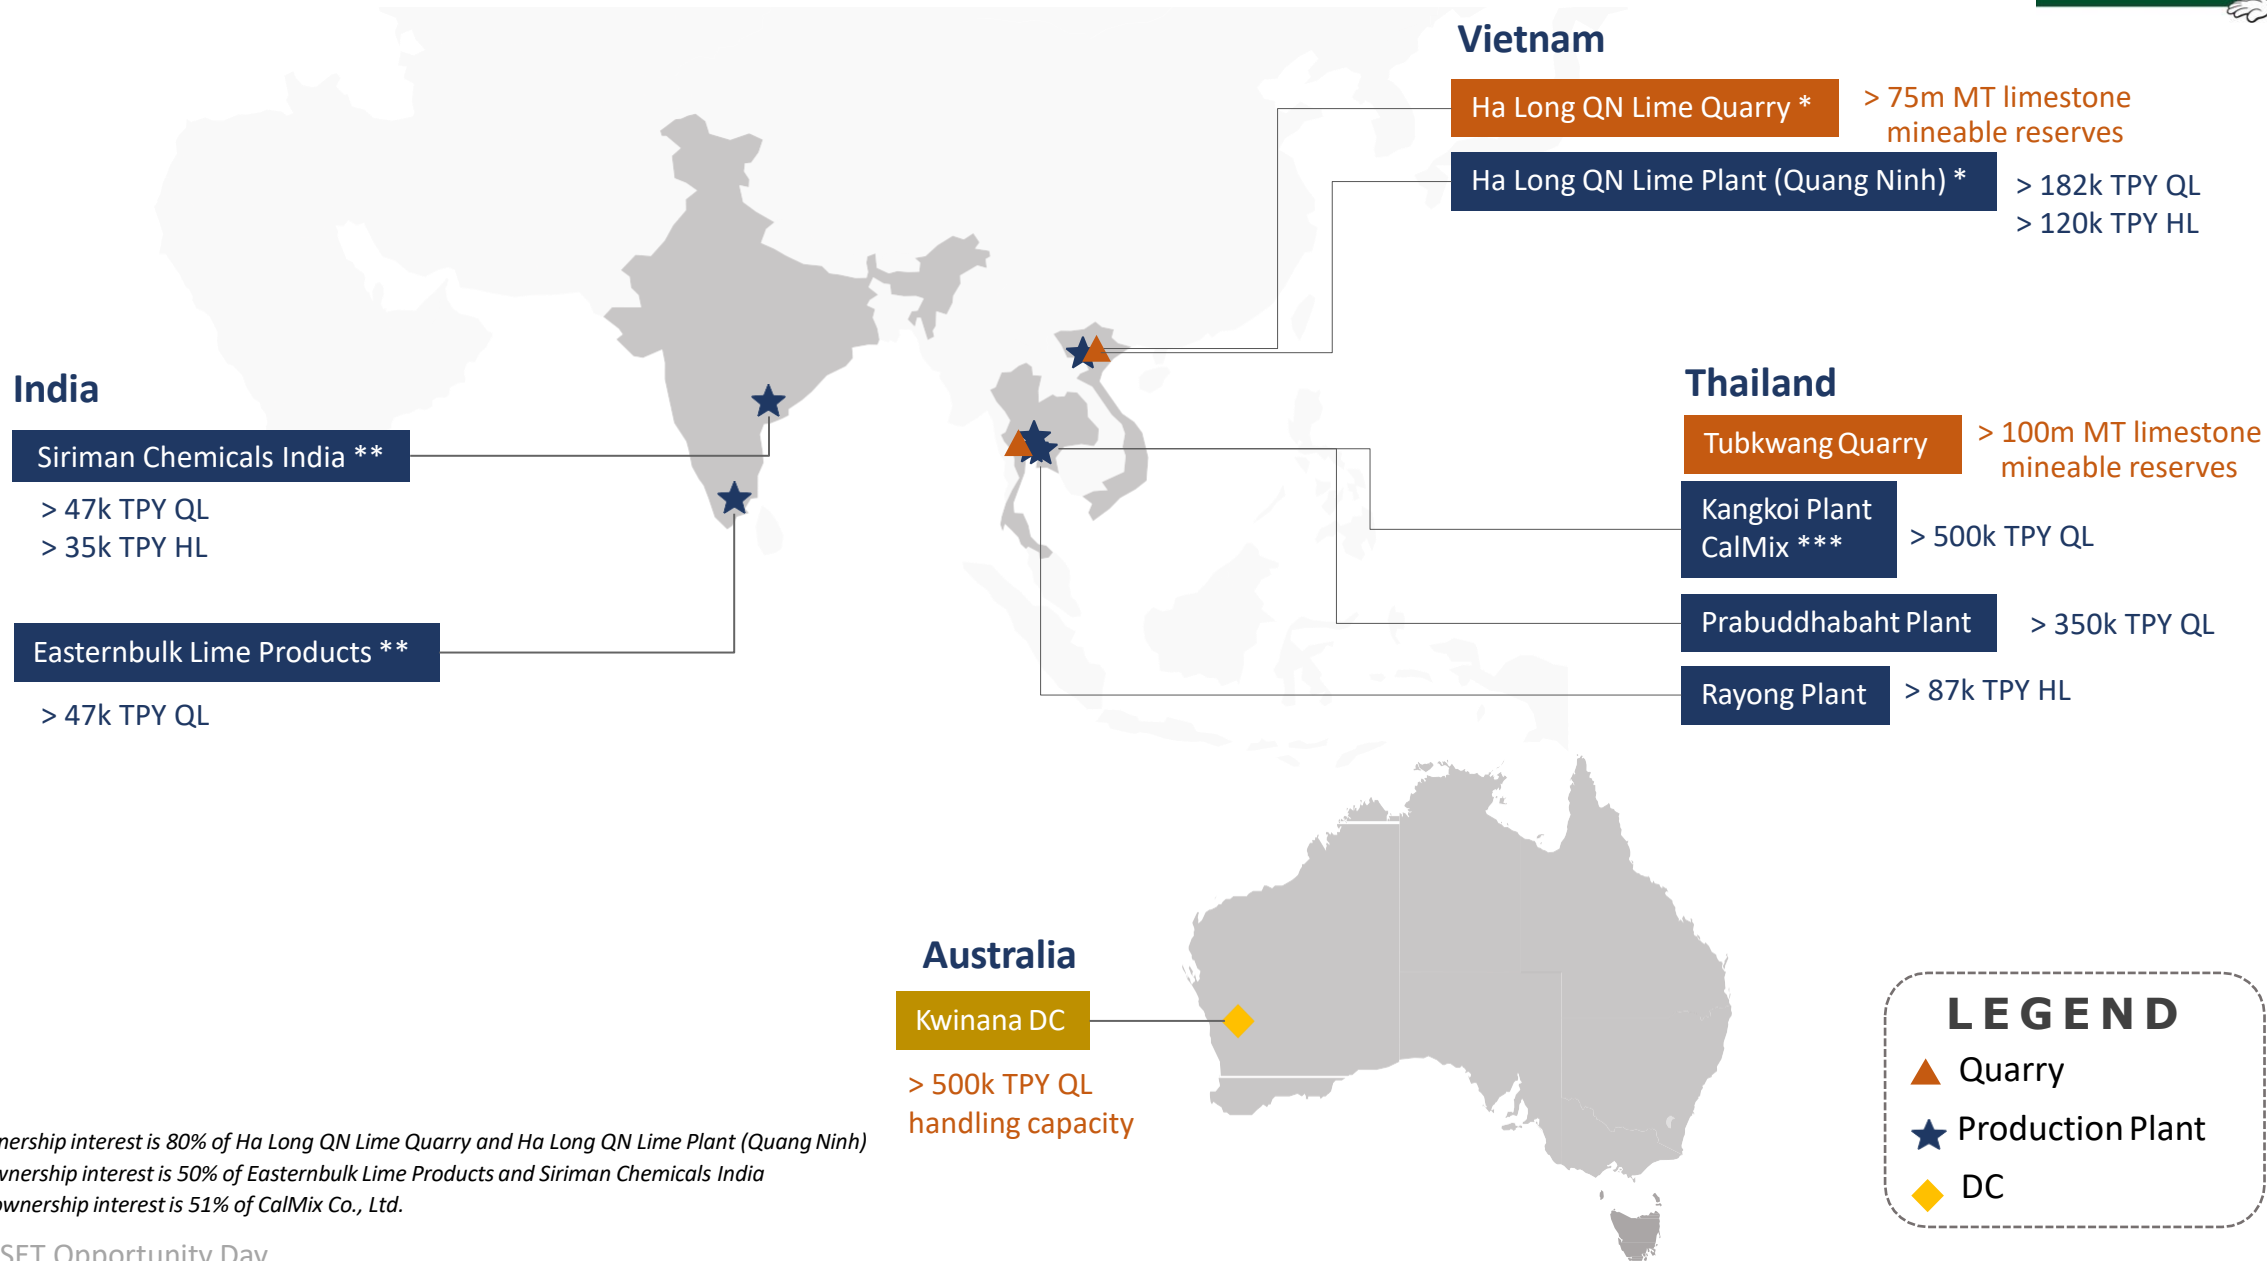 Vietnam
Ha Long QN Lime Quarry *
> 75m MT limestone
mineable reserves
Ha Long QN Lime Plant (Quang Ninh) *
> 182k TPY QL
> 120k TPY HL
India
Siriman Chemicals India **
> 47k TPY QL
> 35k TPY HL
Easternbulk Lime Products **
> 47k TPY QL
Thailand
Tubkwang Quarry
> 100m MT limestone
mineable reserves
Kangkoi Plant
CalMix ***
> 500k TPY QL
Prabuddhabaht Plant
> 350k TPY QL
Rayong Plant
> 87k TPY HL
Australia
Kwinana DC
> 500k TPY QL
handling capacity
LEGEND
Quarry
Production Plant
DC
nership interest is 80% of Ha Long QN Lime Quarry and Ha Long QN Lime Plant (Quang Ninh)
wnership interest is 50% of Easternbulk Lime Products and Siriman Chemicals India
ownership interest is 51% of CalMix Co., Ltd.
SET Opportunity Day